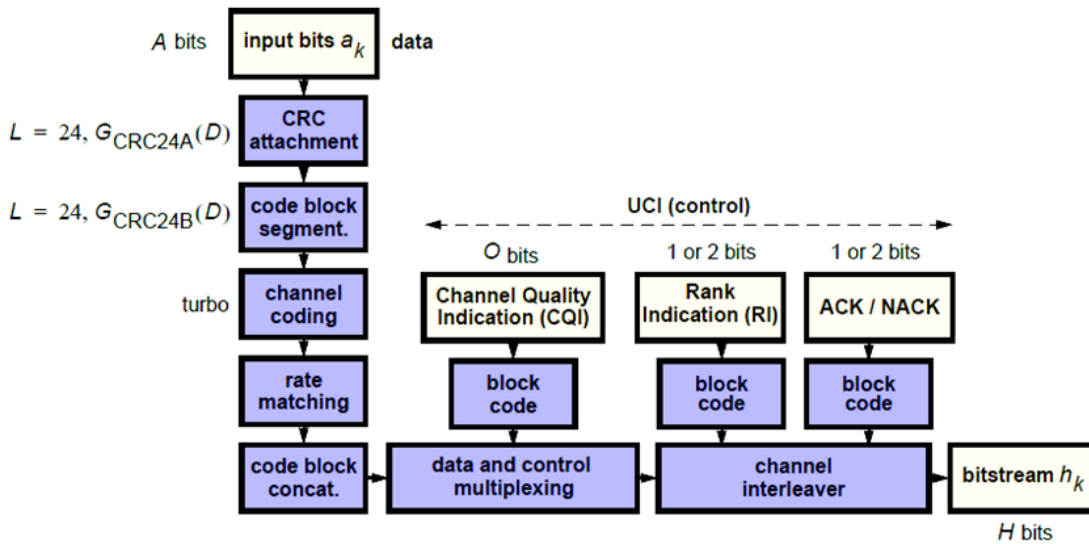 A bits
input bits a_k
data
L = 24, G_CRC24A(D)
CRC
attachment
L = 24, G_CRC24B(D)
code block
segment.
UCI (control)
O bits
1 or 2 bits
1 or 2 bits
turbo
channel
coding
Channel Quality
Indication (CQI)
Rank
Indication (RI)
ACK / NACK
rate
matching
block
code
block
code
block
code
code block
concat.
data and control
multiplexing
channel
interleaver
bitstream h_k
H bits